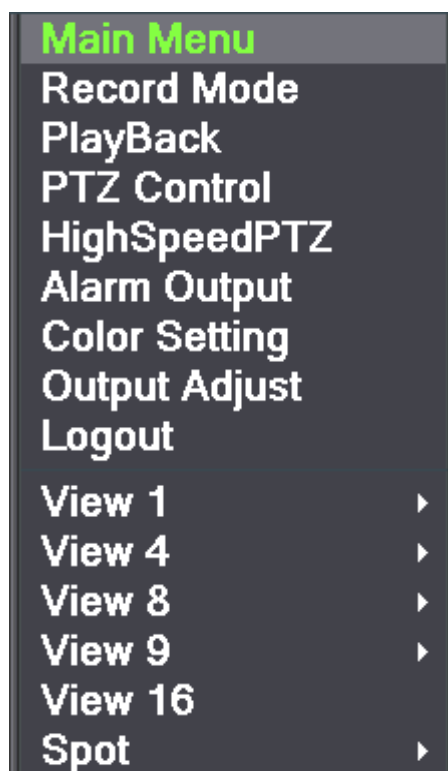 Main Menu
Record Mode
PlayBack
PTZ Control
HighSpeedPTZ
Alarm Output
Color Setting
Output Adjust
Logout
View 1
View 4
View 8
View 9
View 16
Spot